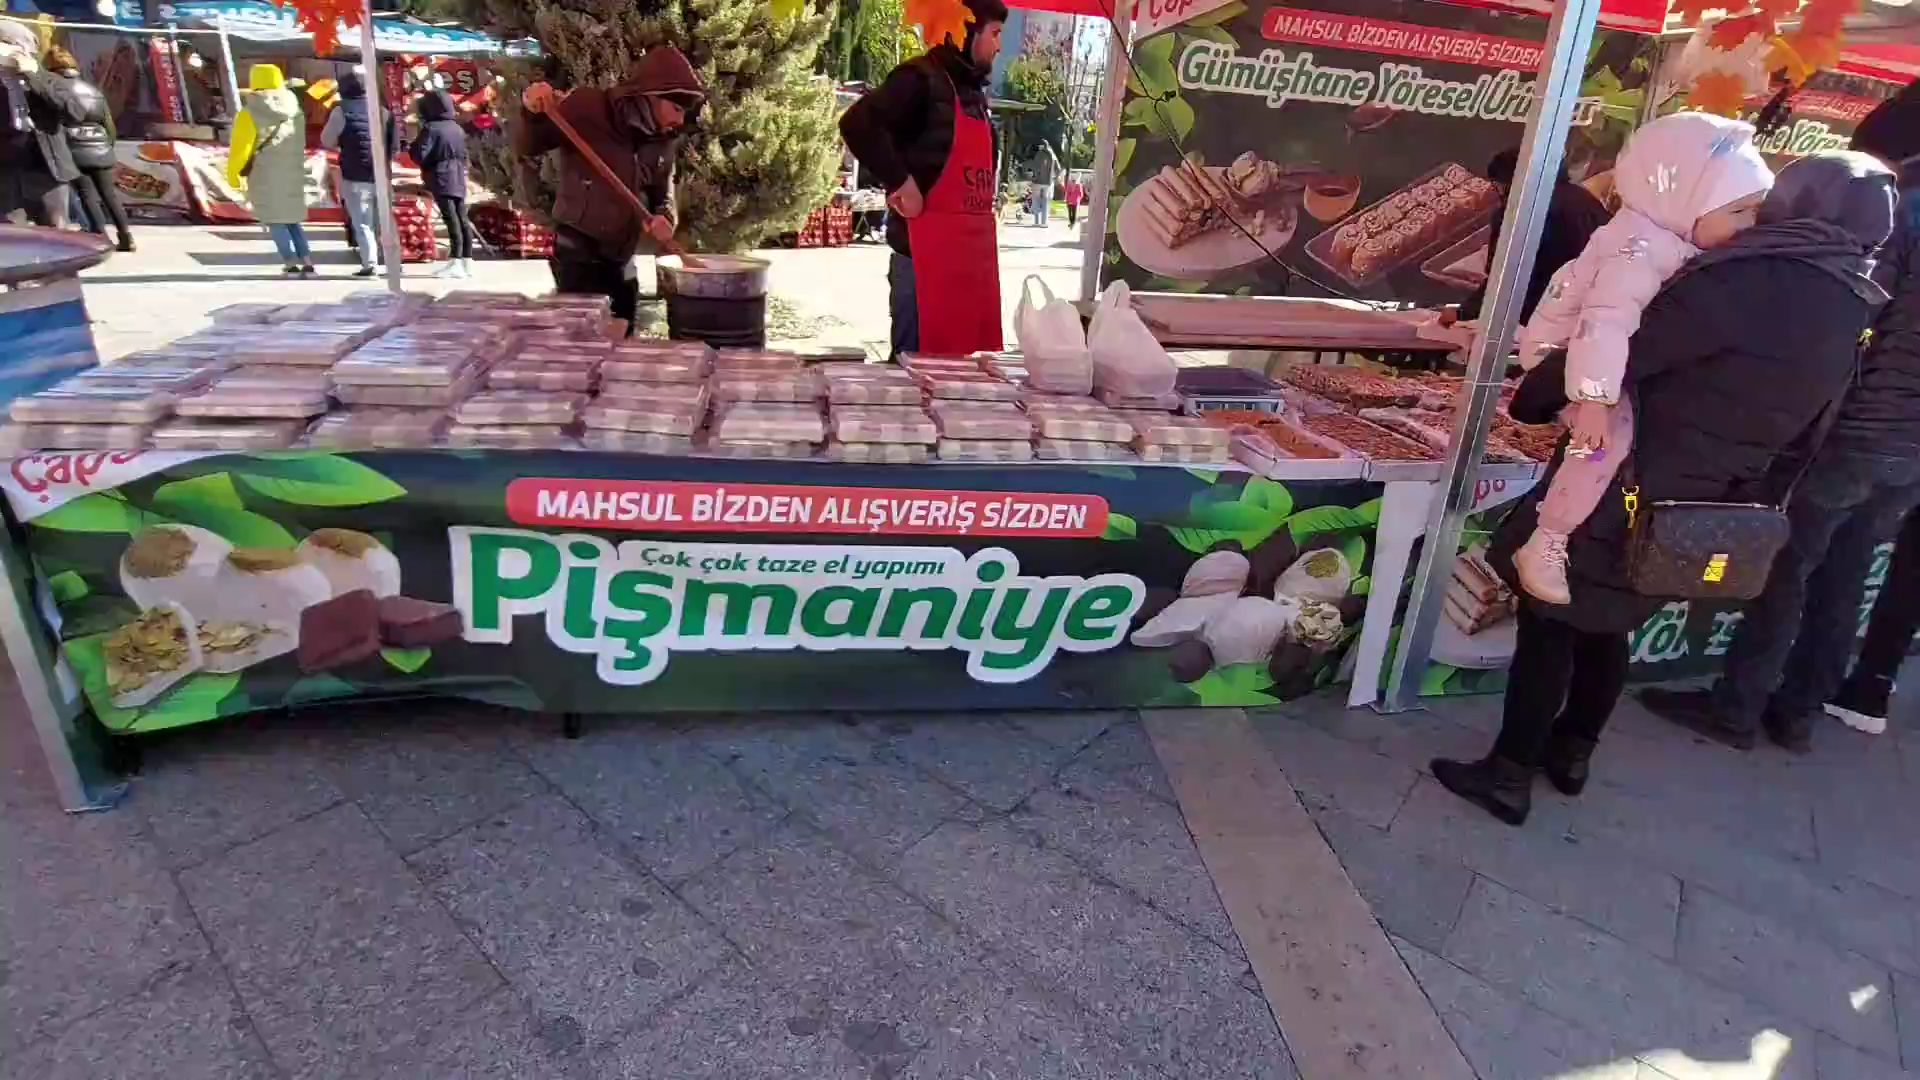 MAHSUL BİZDEN ALIŞVERİŞ SİZDEN
Gümüşhane Yöresel
MAHSUL BİZDEN ALIŞVERİŞ SİZDEN
Çok çok taze el yapımı
Pişmaniye